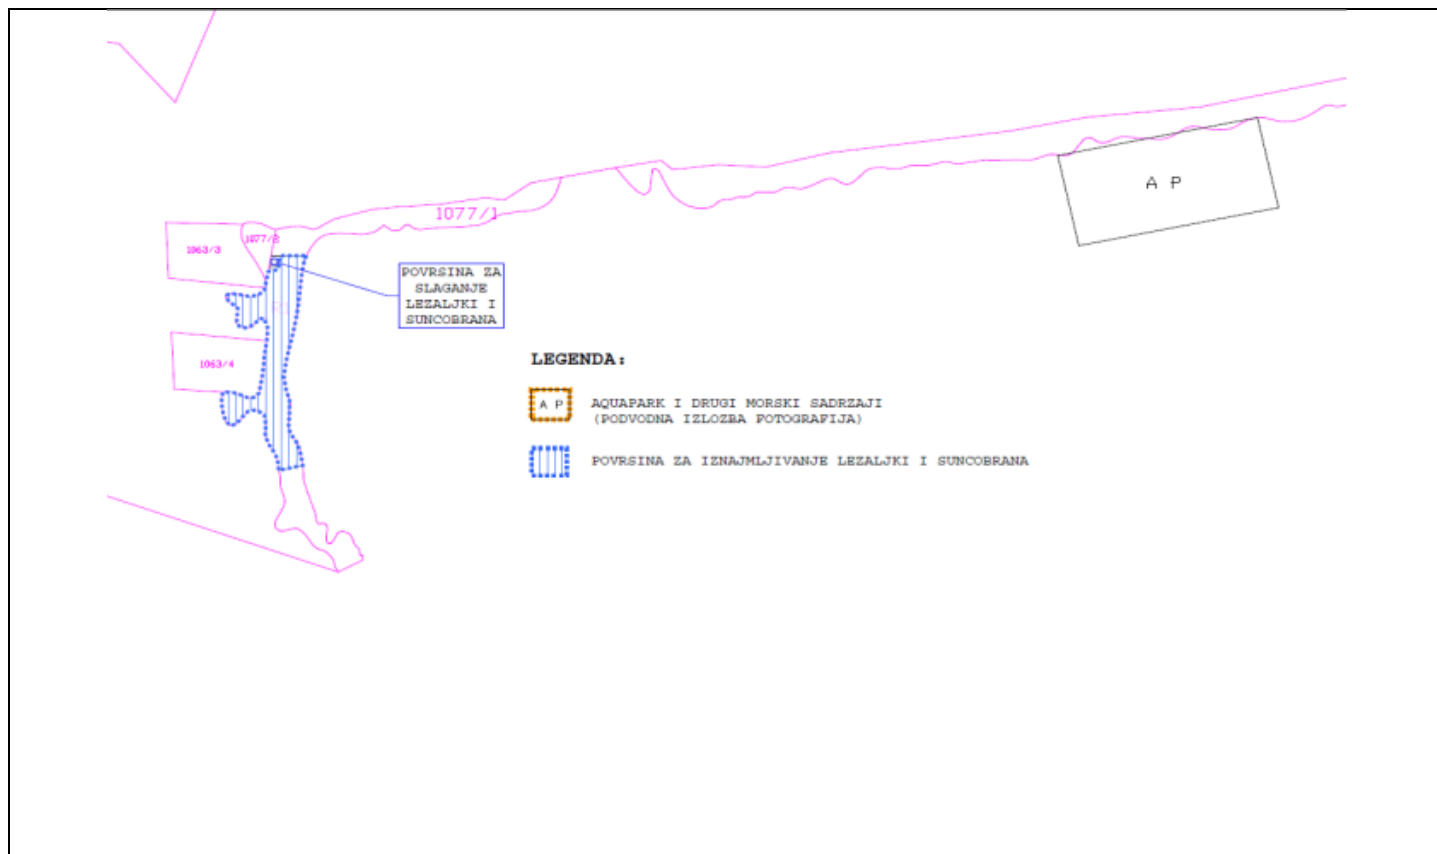 A P
1077/1
1063/3
1077/2
POVRSINA ZA
SLAGANJE
LEZALJKI I
SUNCOBRANA
1063/4
LEGENDA:
A P
AQUAPARK I DRUGI MORSKI SADRZAJI
(PODVODNA IZLOZBA FOTOGRAFIJA)
POVRSINA ZA IZNAJMLJIVANJE LEZALJKI I SUNCOBRANA